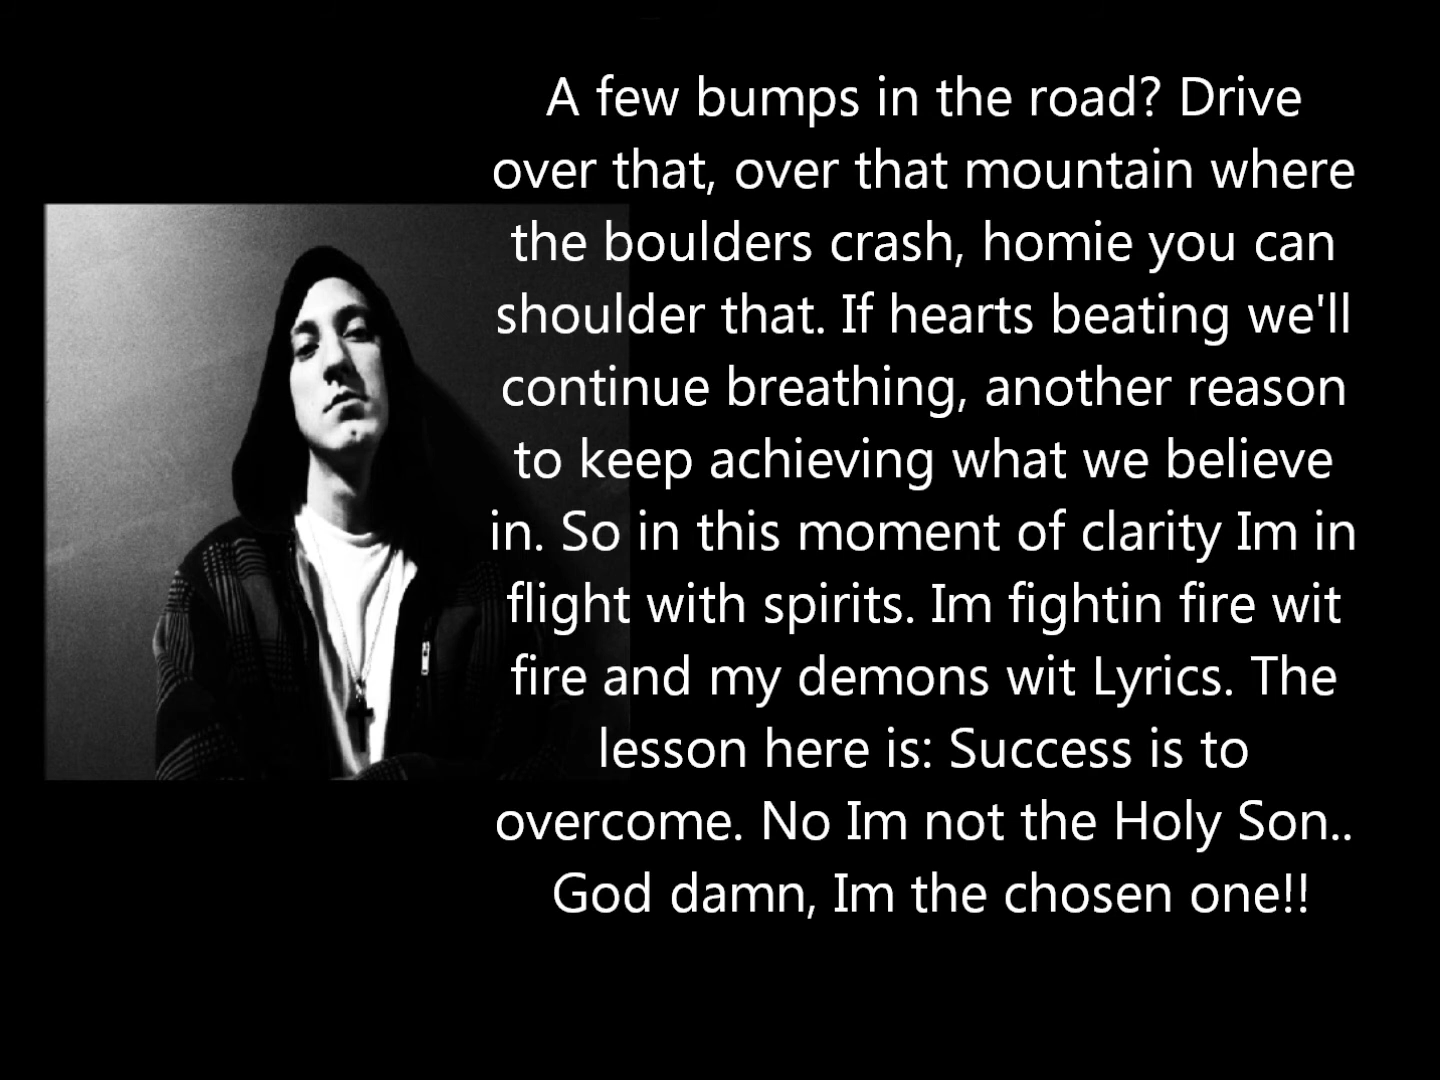 A few bumps in the road? Drive
over that, over that mountain where
the boulders crash, homie you can
shoulder that. If hearts beating we'll
continue breathing, another reason
to keep achieving what we believe
in. So in this moment of clarity Im in
flight with spirits. Im fightin fire wit
fire and my demons wit Lyrics. The
lesson here is: Success is to
overcome. No Im not the Holy Son..
God damn, Im the chosen one!!